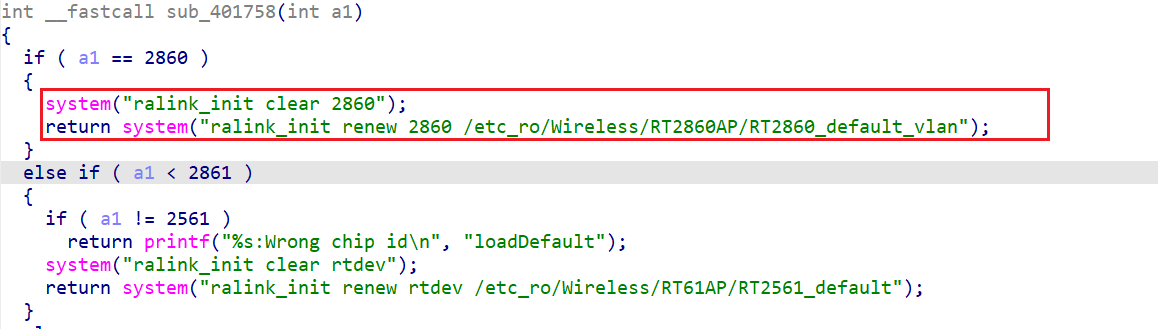 int __fastcall sub_401758(int a1)
{
  if ( a1 == 2860 )
  {
    system("ralink_init clear 2860");
    return system("ralink_init renew 2860 /etc_ro/Wireless/RT2860AP/RT2860_default_vlan");
  }
  else if ( a1 < 2861 )
  {
    if ( a1 != 2561 )
      return printf("%s:Wrong chip id\n", "loadDefault");
    system("ralink_init clear rtdev");
    return system("ralink_init renew rtdev /etc_ro/Wireless/RT61AP/RT2561_default");
  }